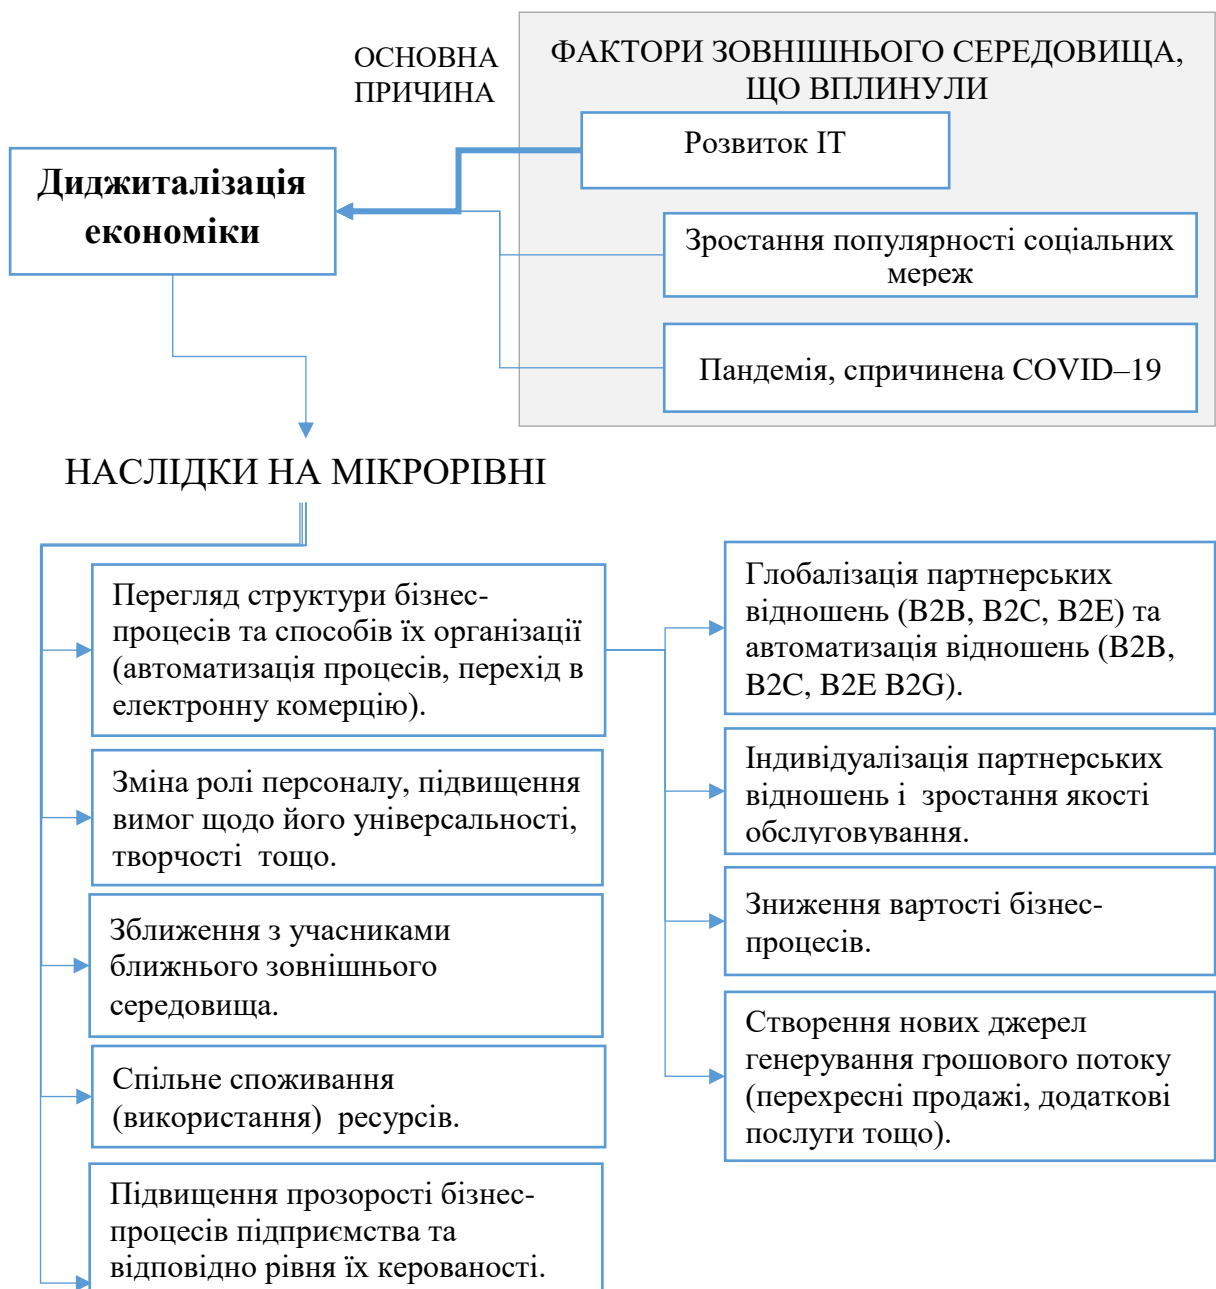 ОСНОВНА
ПРИЧИНА
ФАКТОРИ ЗОВНІШНЬОГО СЕРЕДОВИЩА,
ЩО ВПЛИНУЛИ
Розвиток ІТ
Диджиталізація
економіки
Зростання популярності соціальних
мереж
Пандемія, спричинена COVID–19
НАСЛІДКИ НА МІКРОРІВНІ
Перегляд структури бізнес-
процесів та способів їх організації
(автоматизація процесів, перехід в
електронну комерцію).
Зміна ролі персоналу, підвищення
вимог щодо його універсальності,
творчості тощо.
Зближення з учасниками
ближнього зовнішнього
середовища.
Спільне споживання
(використання) ресурсів.
Підвищення прозорості бізнес-
процесів підприємства та
відповідно рівня їх керованості.
Глобалізація партнерських
відношень (B2B, B2C, B2E) та
автоматизація відношень (B2B,
B2C, B2E B2G).
Індивідуалізація партнерських
відношень і зростання якості
обслуговування.
Зниження вартості бізнес-
процесів.
Створення нових джерел
генерування грошового потоку
(перехресні продажі, додаткові
послуги тощо).